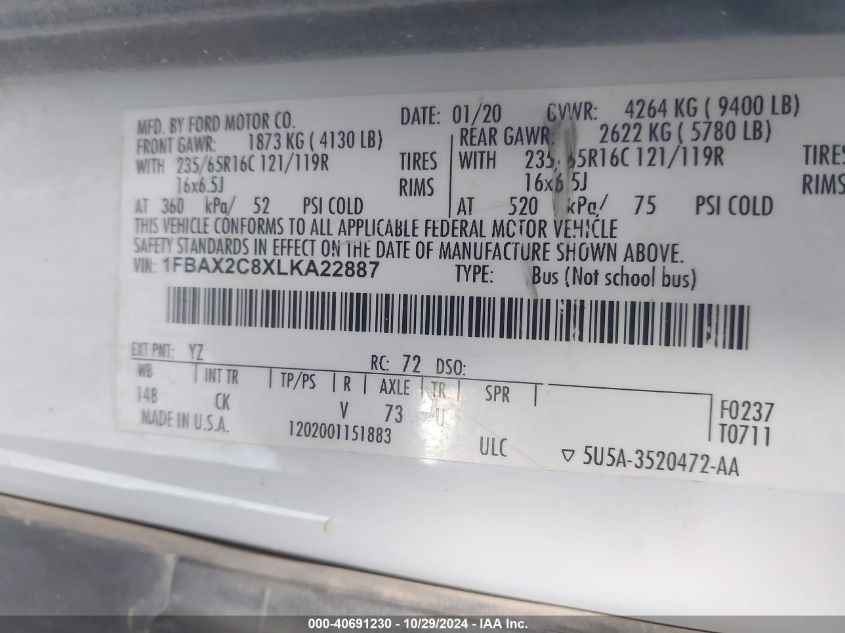 MFD. BY FORD MOTOR CO. DATE: 01/20 GVWR: 4264 KG ( 9400 LB)
FRONT GAWR: 1873 KG ( 4130 LB) REAR GAWR: 2622 KG ( 5780 LB)
WITH 235/65R16C 121/119R TIRES WITH 235/65R16C 121/119R TIRES
16x6.5J RIMS 16x6.5J RIMS
AT 360 kPa/ 52 PSI COLD AT 520 kPa/ 75 PSI COLD
THIS VEHICLE CONFORMS TO ALL APPLICABLE FEDERAL MOTOR VEHICLE
SAFETY STANDARDS IN EFFECT ON THE DATE OF MANUFACTURE SHOWN ABOVE.
VIN: 1FBAX2C8XLKA22887 TYPE: Bus (Not school bus)
EXT PNT: YZ RC: 72 DSO:
WB INT TR TP/PS R AXLE TR SPR
148 CK V 73 U F0237
MADE IN U.S.A. 1202001151883 T0711
ULC ▽ 5U5A-3520472-AA
000-40691230 - 10/29/2024 - IAA Inc.